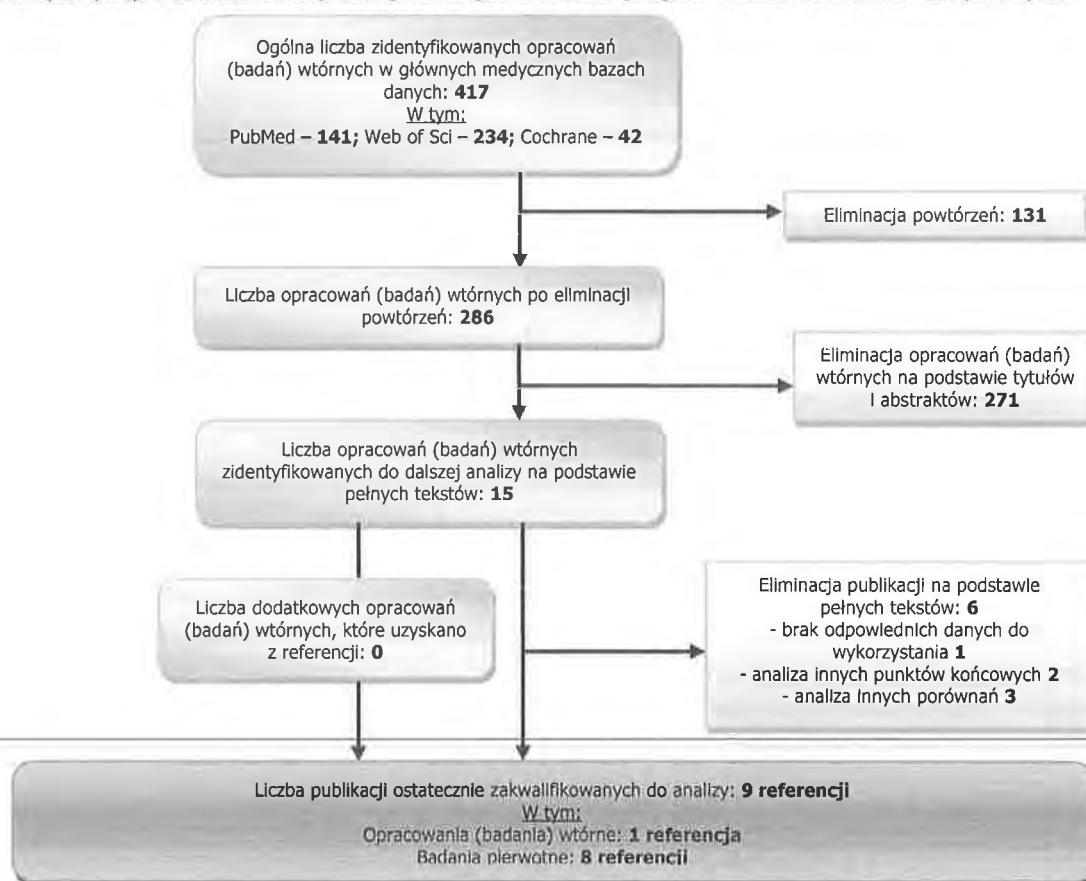 Ogólna liczba zidentyfikowanych opracowań
(badań) wtórnych w głównych medycznych bazach
danych: 417
W tym:
PubMed – 141; Web of Sci – 234; Cochrane – 42
Eliminacja powtórzeń: 131
Liczba opracowań (badań) wtórnych po eliminacji
powtórzeń: 286
Eliminacja opracowań (badań)
wtórnych na podstawie tytułów
i abstraktów: 271
Liczba opracowań (badań) wtórnych
zidentyfikowanych do dalszej analizy na podstawie
pełnych tekstów: 15
Liczba dodatkowych opracowań
(badań) wtórnych, które uzyskano
z referencji: 0
Eliminacja publikacji na podstawie
pełnych tekstów: 6
- brak odpowiednich danych do
wykorzystania 1
- analiza innych punktów końcowych 2
- analiza innych porównań 3
Liczba publikacji ostatecznie zakwalifikowanych do analizy: 9 referencji
W tym:
Opracowania (badania) wtórne: 1 referencja
Badania pierwotne: 8 referencji